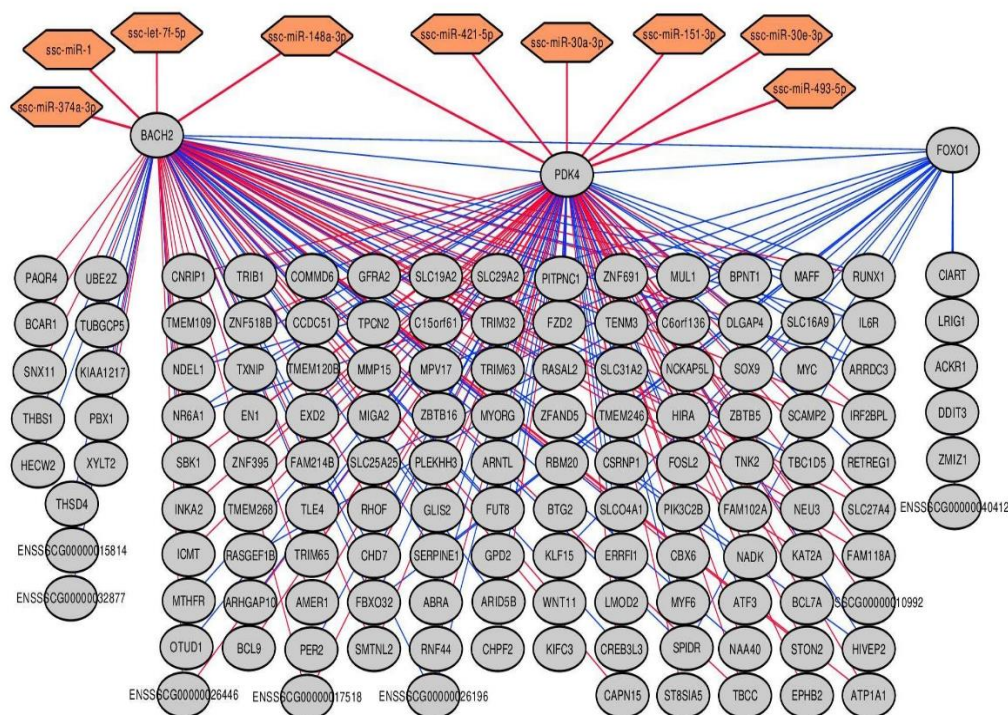 ssc-let-7f-5p
ssc-miR-1
ssc-miR-148a-3p
ssc-miR-421-5p
ssc-miR-30a-3p
ssc-miR-151-3p
ssc-miR-30e-3p
ssc-miR-374a-3p
ssc-miR-493-5p
BACH2
PDK4
FOXO1
PAQR4 UBE2Z CNRIP1 TRIB1 COMMD6 GFRA2 SLC19A2 SLC29A2 PITPNC1 ZNF691 MUL1 BPNT1 MAFF RUNX1 CIART
BCAR1 TUBGCP5 TMEM109 ZNF518B CCDC51 TPCN2 C15orf61 TRIM32 FZD2 TENM3 C6orf136 DLGAP4 SLC16A9 IL6R LRIG1
SNX11 KIAA1217 NDEL1 TXNIP TMEM120B MMP15 MPV17 TRIM63 RASAL2 SLC31A2 NCKAP5L SOX9 MYC ARRDC3 ACKR1
THBS1 PBX1 NR6A1 EN1 EXD2 MIGA2 ZBTB16 MYORG ZFAND5 TMEM246 HIRA ZBTB5 SCAMP2 IRF2BPL DDIT3
HECW2 XYLT2 SBK1 ZNF395 FAM214B SLC25A25 PLEKHH3 ARNTL RBM20 CSRNP1 FOSL2 TNK2 TBC1D5 RETREG1 ZMIZ1
THSD4 INKA2 TMEM268 TLE4 RHOF GLIS2 FUT8 BTG2 SLCO4A1 PIK3C2B FAM102A NEU3 SLC27A4 ENSSSCG00000040412
ENSSSCG00000015814 ICMT RASGEF1B TRIM65 CHD7 SERPINE1 GPD2 KLF15 ERRFI1 CBX6 NADK KAT2A FAM118A
ENSSSCG00000032877 MTHFR ARHGAP10 AMER1 FBXO32 ABRA ARID5B WNT11 LMOD2 MYF6 ATF3 BCL7A SSCG00000010992
OTUD1 BCL9 PER2 SMTNL2 RNF44 CHPF2 KIFC3 CREB3L3 SPIDR NAA40 STON2 HIVEP2
ENSSSCG00000026446 ENSSSCG00000017518 ENSSSCG00000026196 CAPN15 ST8SIA5 TBCC EPHB2 ATP1A1